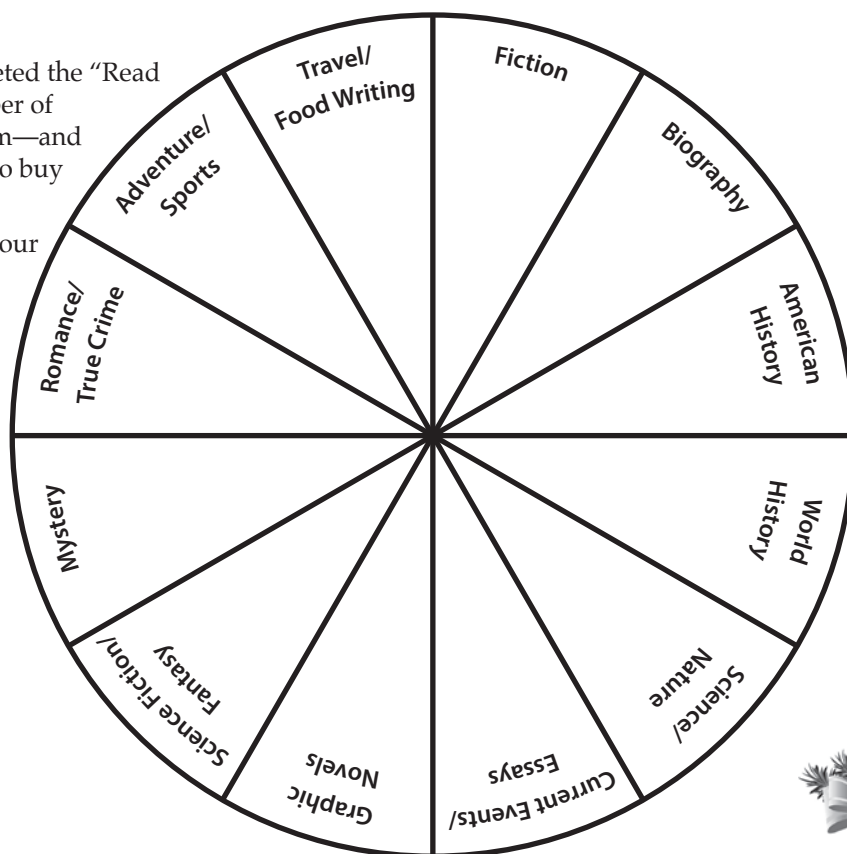 eted the “Read
er of
m—and
o buy
our
Fiction
Biography
American
History
World
History
Science/
Nature
Current Events/
Essays
Graphic
Novels
Science Fiction/
Fantasy
Mystery
Romance/
True Crime
Adventure/
Sports
Travel/
Food Writing